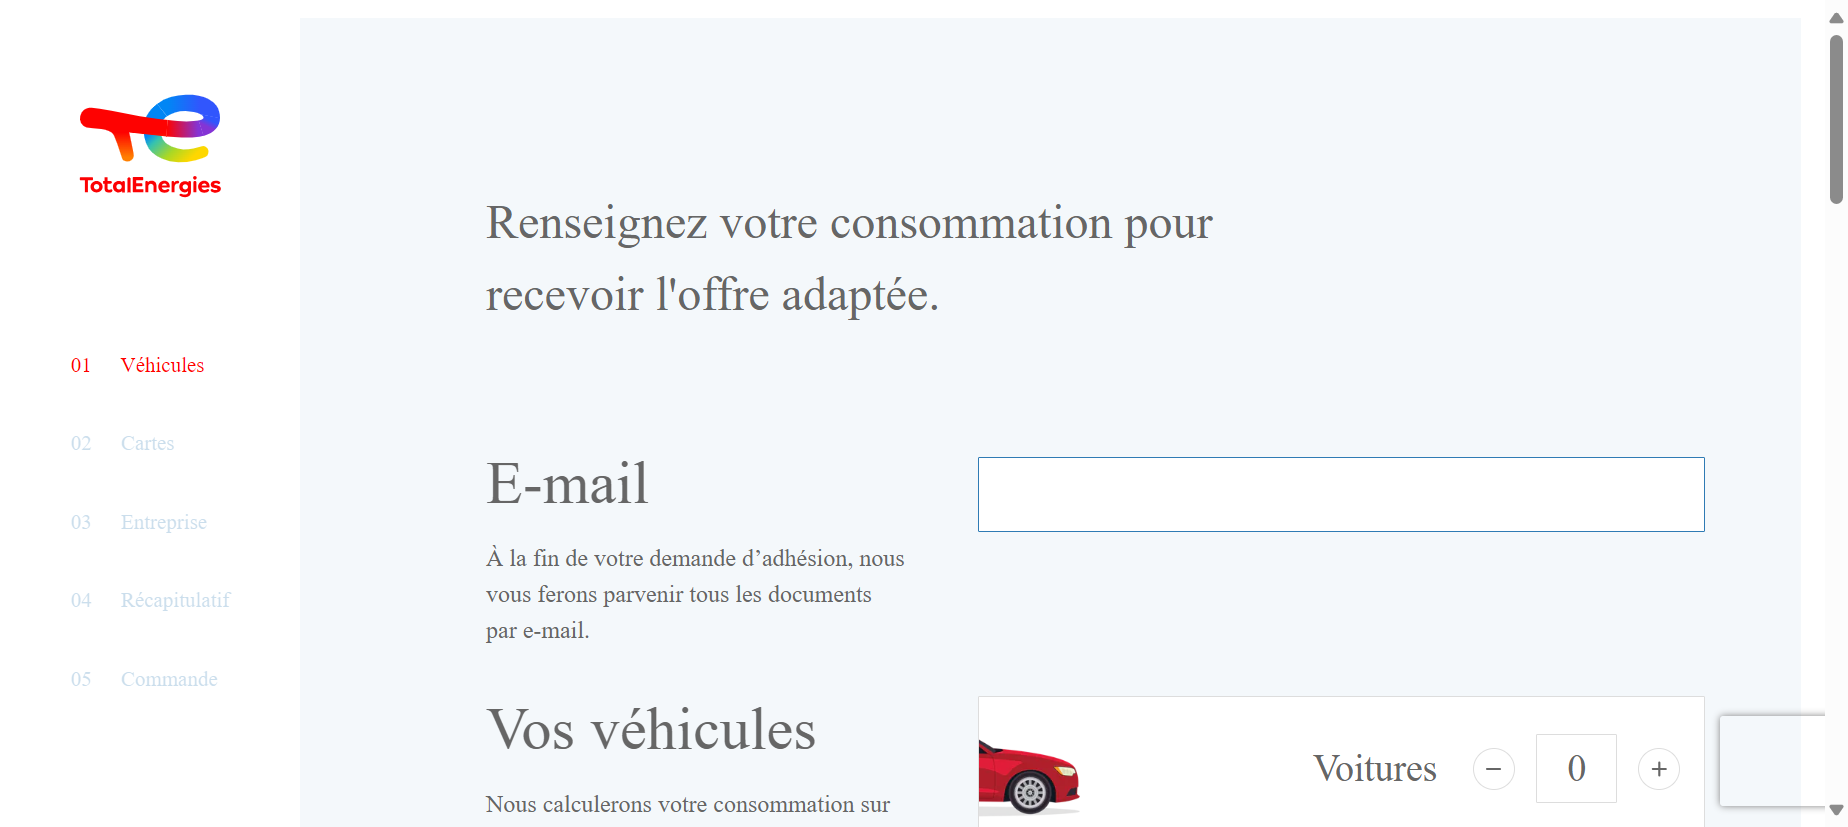 TotalEnergies
01 Véhicules
02 Cartes
03 Entreprise
04 Récapitulatif
05 Commande
Renseignez votre consommation pour
recevoir l'offre adaptée.
E-mail
À la fin de votre demande d’adhésion, nous
vous ferons parvenir tous les documents
par e-mail.
Vos véhicules
Nous calculerons votre consommation sur
Voitures − 0 +